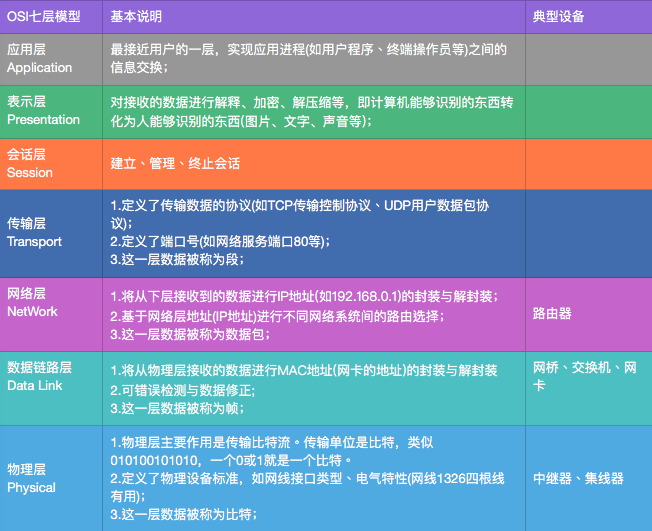 OSI七层模型
基本说明
典型设备
应用层
Application
最接近用户的一层，实现应用进程(如用户程序、终端操作员等)之间的
信息交换；
表示层
Presentation
对接收的数据进行解释、加密、解压缩等，即计算机能够识别的东西转
化为人能够识别的东西(图片、文字、声音等)；
会话层
Session
建立、管理、终止会话
传输层
Transport
1.定义了传输数据的协议(如TCP传输控制协议、UDP用户数据包协
议)；
2.定义了端口号(如网络服务端口80等)；
3.这一层数据被称为段；
网络层
NetWork
1.将从下层接收到的数据进行IP地址(如192.168.0.1)的封装与解封装；
2.基于网络层地址(IP地址)进行不同网络系统间的路由选择；
3.这一层数据被称为数据包；
路由器
数据链路层
Data Link
1.将从物理层接收的数据进行MAC地址(网卡的地址)的封装与解封装
2.可错误检测与数据修正;
3.这一层数据被称为帧；
网桥、交换机、网
卡
物理层
Physical
1.物理层主要作用是传输比特流。传输单位是比特，类似
010100101010，一个0或1就是一个比特。
2.定义了物理设备标准，如网线接口类型、电气特性(网线1326四根线
有用)；
3.这一层数据被称为比特；
中继器、集线器